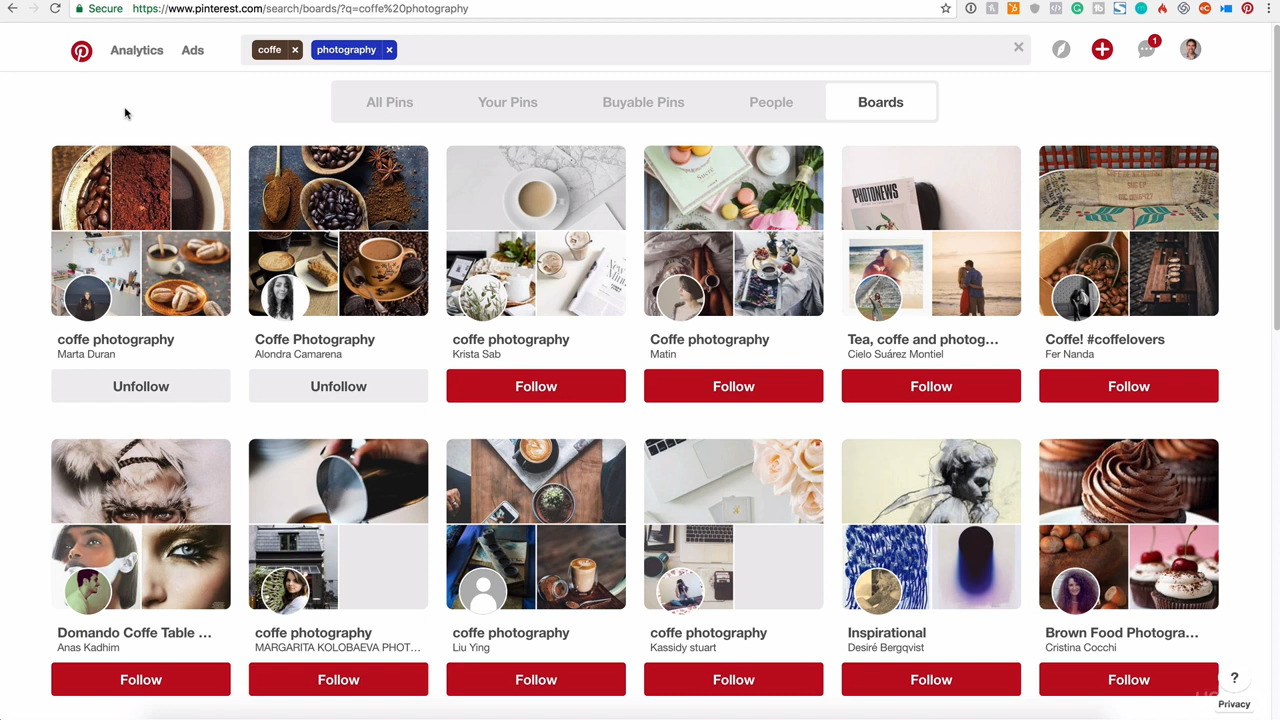 Secure https://www.pinterest.com/search/boards/?q=coffe%20photography
Analytics Ads coffe × photography × × 1
All Pins Your Pins Buyable Pins People Boards
PHOTONEWS
coffe photography
Marta Duran
Unfollow
Coffe Photography
Alondra Camarena
Unfollow
coffe photography
Krista Sab
Follow
Coffe photography
Matin
Follow
Tea, coffe and photog...
Cielo Suárez Montiel
Follow
Coffe! #coffelovers
Fer Nanda
Follow
Domando Coffe Table ...
Anas Kadhim
Follow
coffe photography
MARGARITA KOLOBAEVA PHOT...
Follow
coffe photography
Liu Ying
Follow
coffe photography
Kassidy stuart
Follow
Inspirational
Desiré Bergqvist
Follow
Brown Food Photogra...
Cristina Cocchi
Follow
?
Privacy